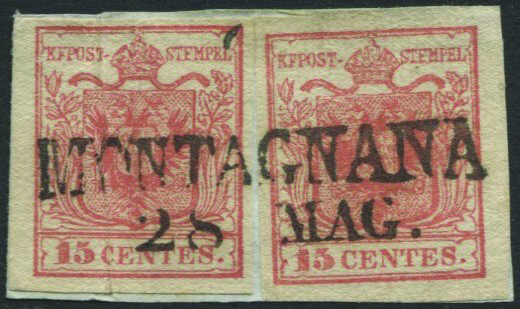 KKPOST- STEMPEL KKPOST- STEMPEL
MONTAGNANA
28 MAG.
15 CENTES. 15 CENTES.